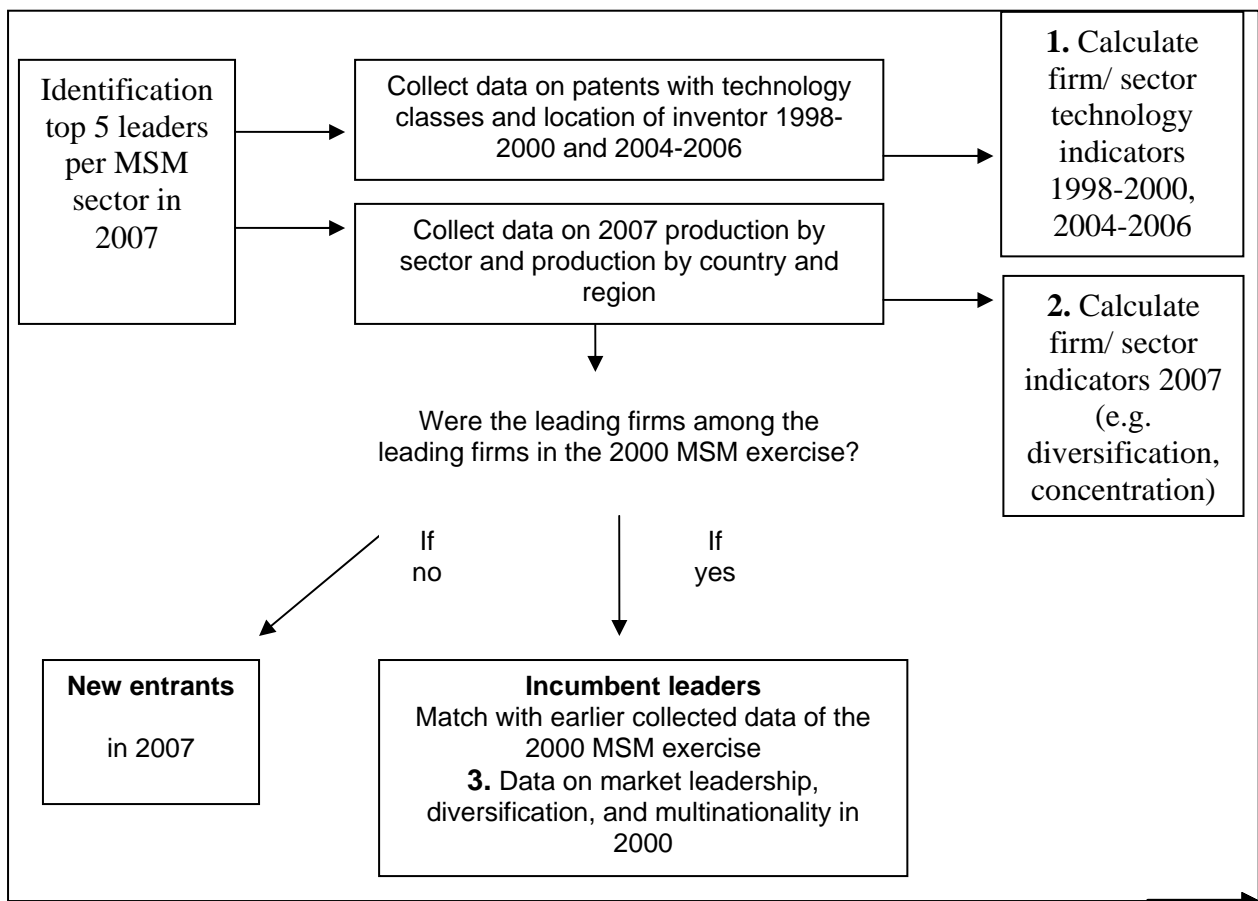 Identification
top 5 leaders
per MSM
sector in
2007
Collect data on patents with technology
classes and location of inventor 1998-
2000 and 2004-2006
1. Calculate
firm/ sector
technology
indicators
1998-2000,
2004-2006
Collect data on 2007 production by
sector and production by country and
region
2. Calculate
firm/ sector
indicators 2007
(e.g.
diversification,
concentration)
Were the leading firms among the
leading firms in the 2000 MSM exercise?
If
no
If
yes
New entrants
in 2007
Incumbent leaders
Match with earlier collected data of the
2000 MSM exercise
3. Data on market leadership,
diversification, and multinationality in
2000